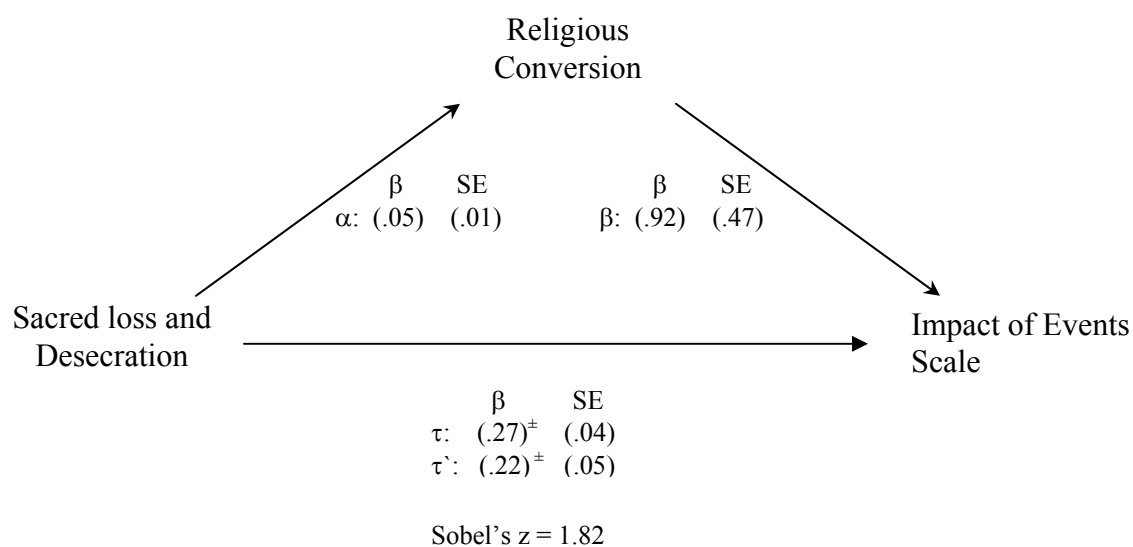 Religious
Conversion
β SE β SE
α: (.05) (.01) β: (.92) (.47)
Sacred loss and
Desecration
Impact of Events
Scale
β SE
τ: (.27)± (.04)
τ`: (.22)± (.05)
Sobel’s z = 1.82